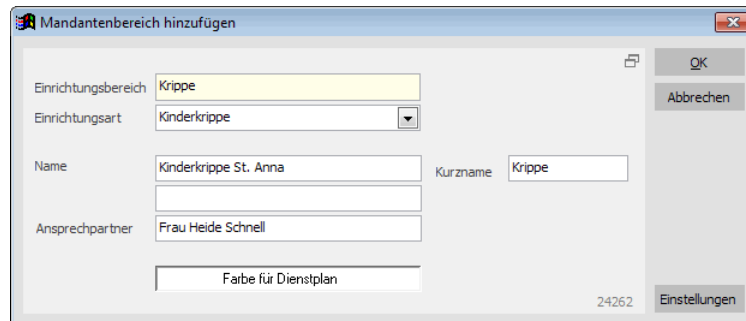 Mandantenbereich hinzufügen
OK
Einrichtungsbereich Krippe
Abbrechen
Einrichtungsart Kinderkrippe
Name Kinderkrippe St. Anna Kurzname Krippe
Ansprechpartner Frau Heide Schnell
Farbe für Dienstplan
24262 Einstellungen